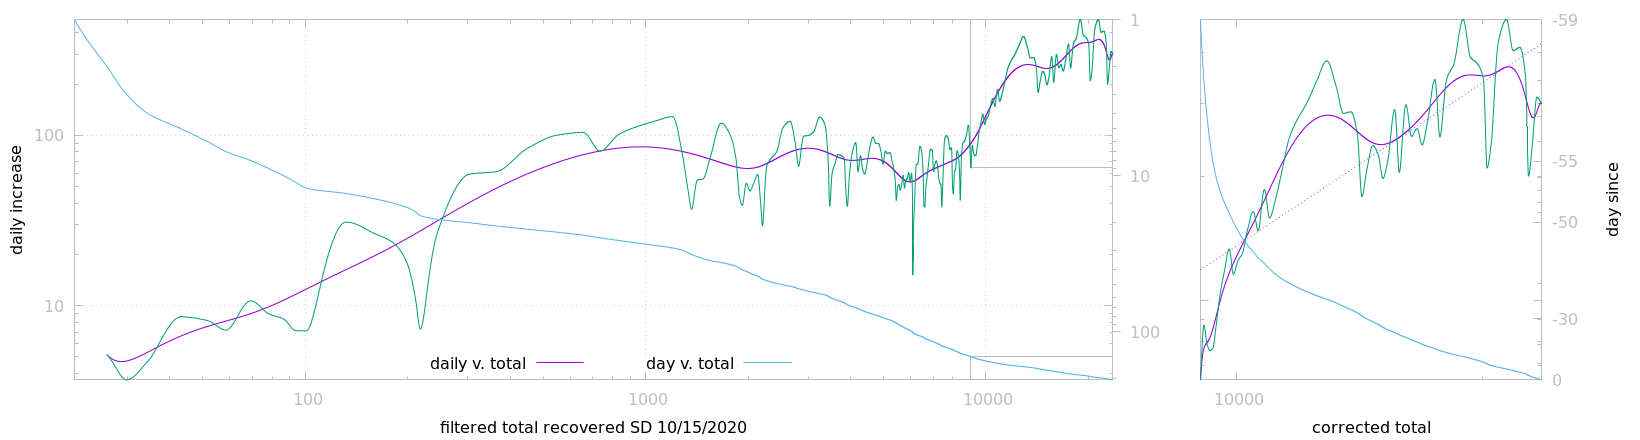 daily increase
100
10
1
10
100
daily v. total
day v. total
100
1000
10000
filtered total recovered SD 10/15/2020
-59
-55
-50
-30
0
day since
10000
corrected total